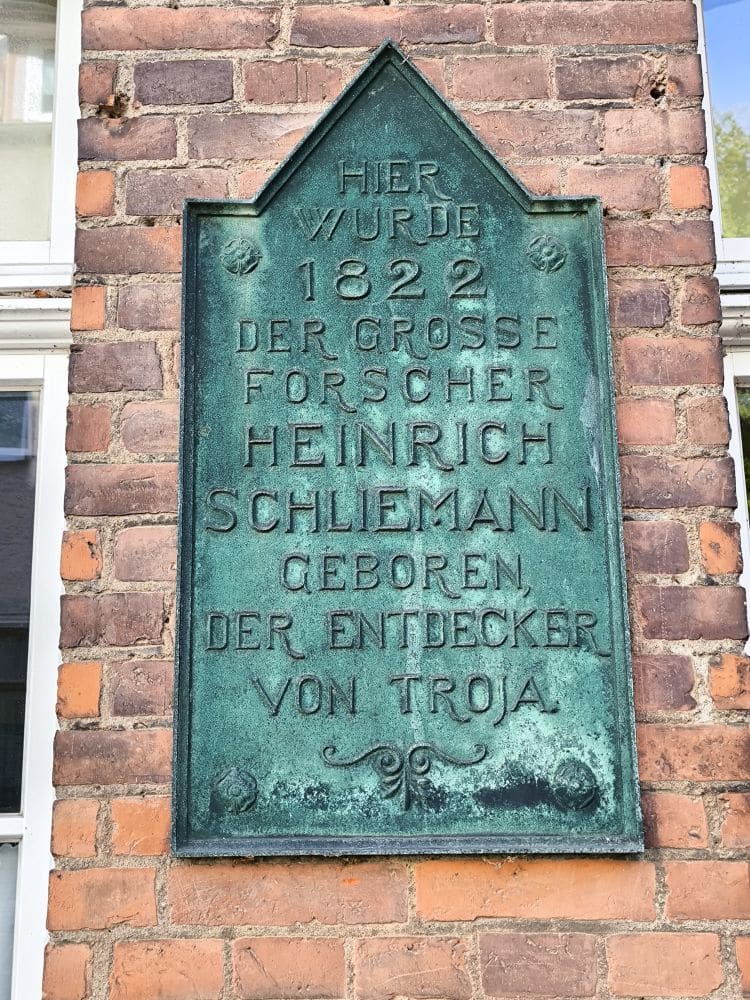 HIER
WURDE
1822
DER GROSSE
FORSCHER
HEINRICH
SCHLIEMANN
GEBOREN,
DER ENTDECKER
VON TROJA.